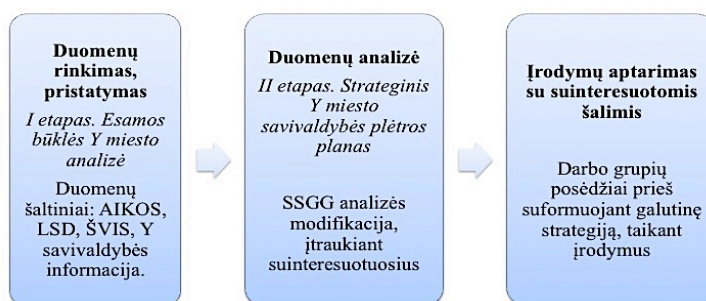 Duomenų
rinkimas,
pristatymas
I etapas. Esamos
būklės Y miesto
analizė
Duomenų
šaltiniai: AIKOS,
LSD, ŠVIS, Y
savivaldybės
informacija.
Duomenų analizė
II etapas. Strateginis
Y miesto
savivaldybės plėtros
planas
SSGG analizės
modifikacija,
įtraukiant
suinteresuotuosius
Įrodymų aptarimas
su suinteresuotomis
šalimis
Darbo grupių
posėdžiai prieš
suformuojant galutinę
strategiją, taikant
įrodymus